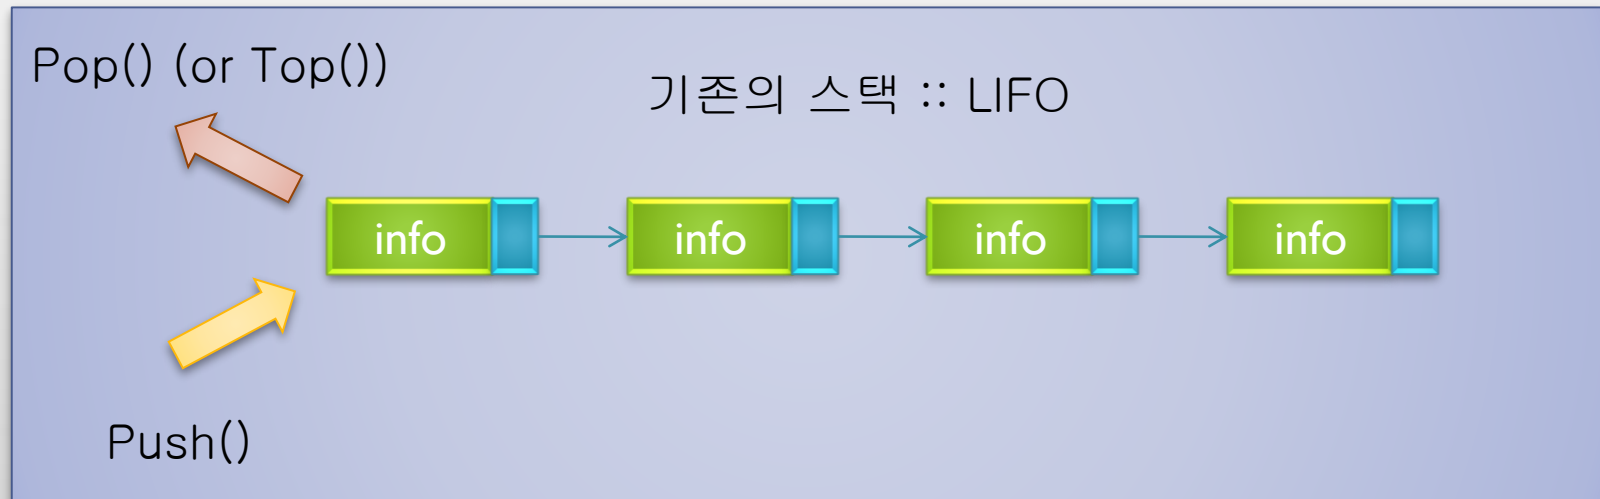 Pop() (or Top())
기존의 스택 :: LIFO
info info info info
Push()